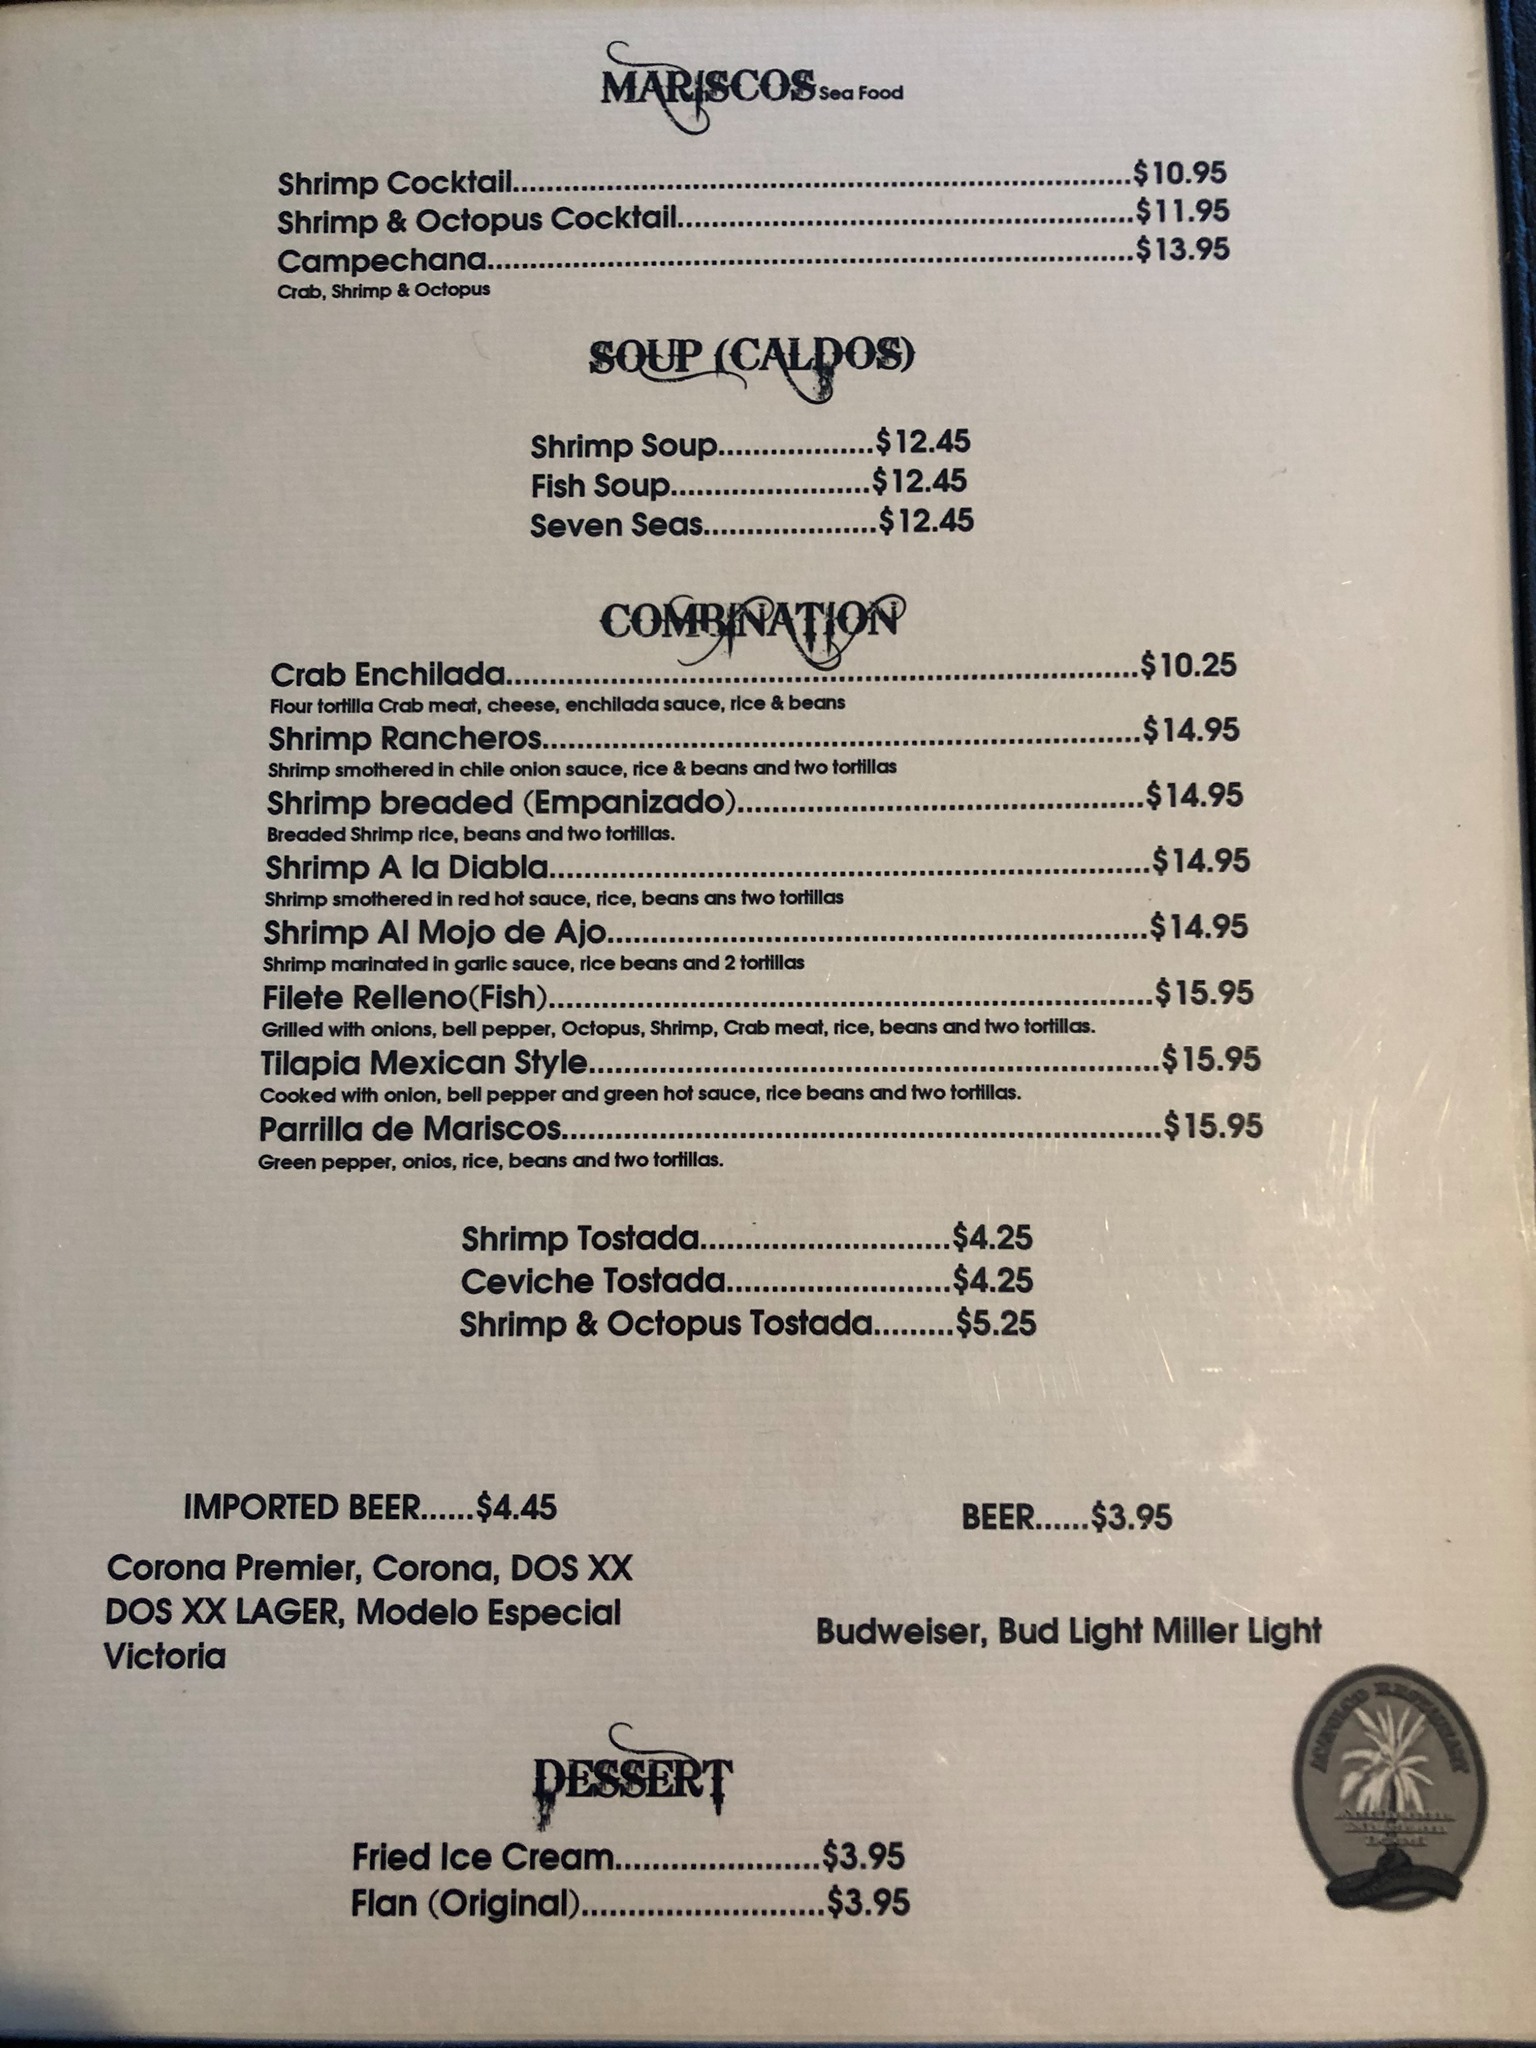 MARISCOS Sea Food
Shrimp Cocktail..........$10.95
Shrimp & Octopus Cocktail..........$11.95
Campechana..........$13.95
Crab, Shrimp & Octopus
SOUP (CALDOS)
Shrimp Soup..........$12.45
Fish Soup..........$12.45
Seven Seas..........$12.45
COMBINATION
Crab Enchilada..........$10.25
Flour tortilla Crab meat, cheese, enchilada sauce, rice & beans
Shrimp Rancheros..........$14.95
Shrimp smothered in chile onion sauce, rice & beans and two tortillas
Shrimp breaded (Empanizado)..........$14.95
Breaded Shrimp rice, beans and two tortillas.
Shrimp A la Diabla..........$14.95
Shrimp smothered in red hot sauce, rice, beans ans two tortillas
Shrimp Al Mojo de Ajo..........$14.95
Shrimp marinated in garlic sauce, rice beans and 2 tortillas
Filete Relleno(Fish)..........$15.95
Grilled with onions, bell pepper, Octopus, Shrimp, Crab meat, rice, beans and two tortillas.
Tilapia Mexican Style..........$15.95
Cooked with onion, bell pepper and green hot sauce, rice beans and two tortillas.
Parrilla de Mariscos..........$15.95
Green pepper, onios, rice, beans and two tortillas.
Shrimp Tostada..........$4.25
Ceviche Tostada..........$4.25
Shrimp & Octopus Tostada.........$5.25
IMPORTED BEER......$4.45
Corona Premier, Corona, DOS XX
DOS XX LAGER, Modelo Especial
Victoria
BEER......$3.95
Budweiser, Bud Light Miller Light
DESSERT
Fried Ice Cream..........$3.95
Flan (Original)..........$3.95
RESTAURANT